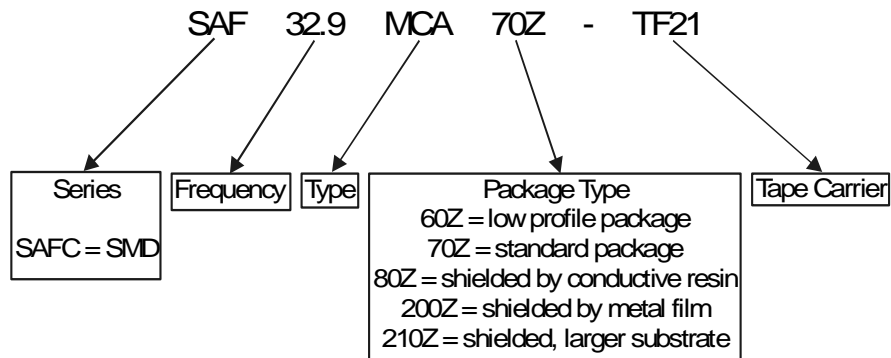 SAF 32.9 MCA 70Z - TF21
Series
SAFC = SMD
Frequency
Type
Package Type
60Z = low profile package
70Z = standard package
80Z = shielded by conductive resin
200Z = shielded by metal film
210Z = shielded, larger substrate
Tape Carrier